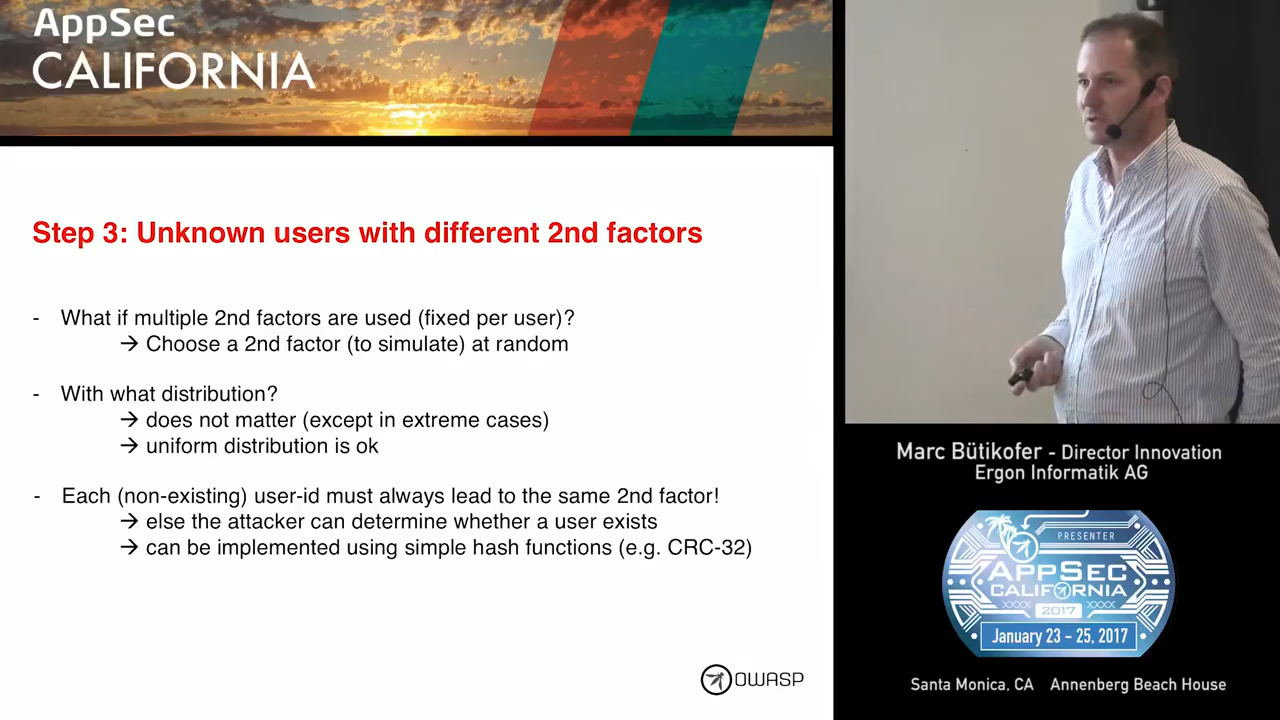 AppSec
CALIFORNIA
Step 3: Unknown users with different 2nd factors
- What if multiple 2nd factors are used (fixed per user)?
→ Choose a 2nd factor (to simulate) at random
- With what distribution?
→ does not matter (except in extreme cases)
→ uniform distribution is ok
- Each (non-existing) user-id must always lead to the same 2nd factor!
→ else the attacker can determine whether a user exists
→ can be implemented using simple hash functions (e.g. CRC-32)
OWASP
Marc Bütikofer - Director Innovation
Ergon Informatik AG
PRESENTER
APPSEC
CALIFORNIA
2017
January 23 – 25, 2017
Santa Monica, CA Annenberg Beach House